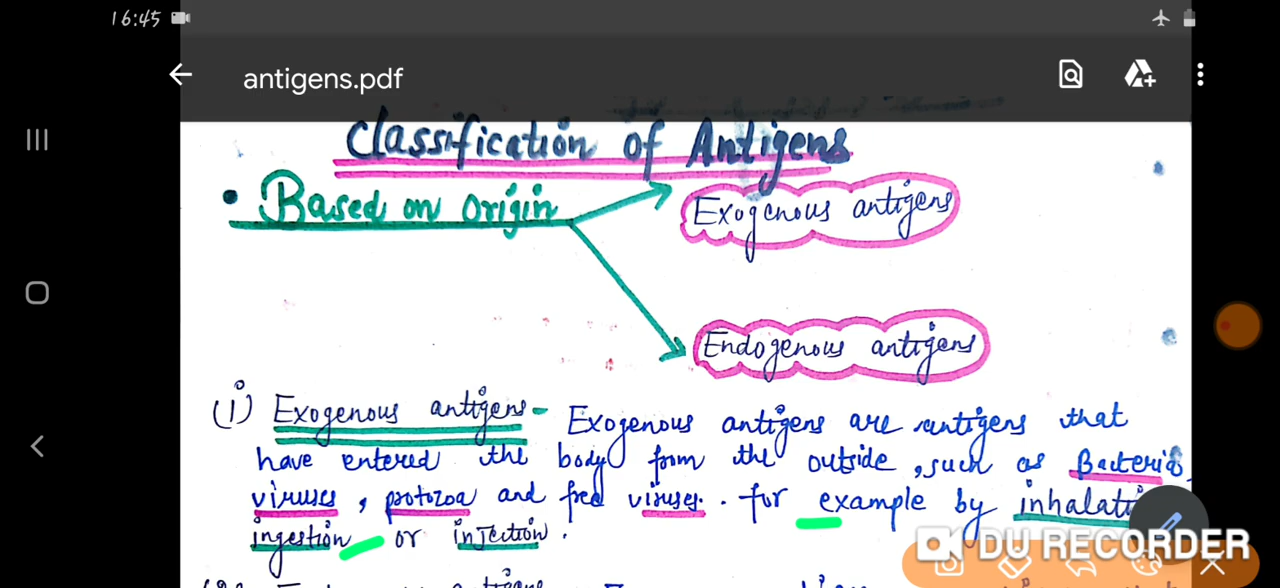 16:45
antigens.pdf
Classification of Antigens
• Based on Origin
Exogenous antigens
Endogenous antigens
(i) Exogenous antigens - Exogenous antigens are antigens that
have entered the body from the outside, such as Bacteria
viruses, protozoa and free viruses. for example by
ingestion or injection.
DU RECORDER